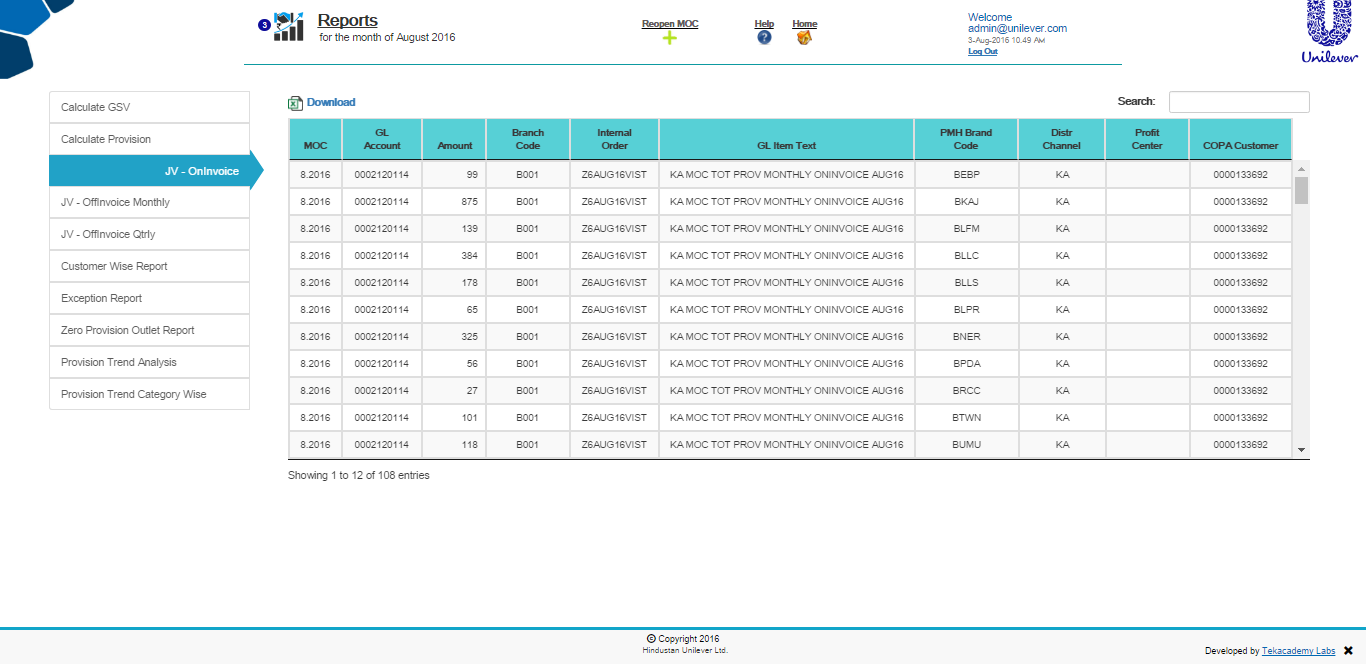 3
Reports
for the month of August 2016
Reopen MOC
Help
Home
Welcome
admin@unilever.com
3-Aug-2016 10.49 AM
Log Out
Unilever
Calculate GSV
Calculate Provision
JV - OnInvoice
JV - OffInvoice Monthly
JV - OffInvoice Qtrly
Customer Wise Report
Exception Report
Zero Provision Outlet Report
Provision Trend Analysis
Provision Trend Category Wise
Download
Search:
MOC GL Account Amount Branch Code Internal Order GL Item Text PMH Brand Code Distr Channel Profit Center COPA Customer
8.2016 0002120114 99 B001 Z6AUG16VIST KA MOC TOT PROV MONTHLY ONINVOICE AUG16 BEBP KA 0000133692
8.2016 0002120114 875 B001 Z6AUG16VIST KA MOC TOT PROV MONTHLY ONINVOICE AUG16 BKAJ KA 0000133692
8.2016 0002120114 139 B001 Z6AUG16VIST KA MOC TOT PROV MONTHLY ONINVOICE AUG16 BLFM KA 0000133692
8.2016 0002120114 384 B001 Z6AUG16VIST KA MOC TOT PROV MONTHLY ONINVOICE AUG16 BLLC KA 0000133692
8.2016 0002120114 178 B001 Z6AUG16VIST KA MOC TOT PROV MONTHLY ONINVOICE AUG16 BLLS KA 0000133692
8.2016 0002120114 65 B001 Z6AUG16VIST KA MOC TOT PROV MONTHLY ONINVOICE AUG16 BLPR KA 0000133692
8.2016 0002120114 325 B001 Z6AUG16VIST KA MOC TOT PROV MONTHLY ONINVOICE AUG16 BNER KA 0000133692
8.2016 0002120114 56 B001 Z6AUG16VIST KA MOC TOT PROV MONTHLY ONINVOICE AUG16 BPDA KA 0000133692
8.2016 0002120114 27 B001 Z6AUG16VIST KA MOC TOT PROV MONTHLY ONINVOICE AUG16 BRCC KA 0000133692
8.2016 0002120114 101 B001 Z6AUG16VIST KA MOC TOT PROV MONTHLY ONINVOICE AUG16 BTWN KA 0000133692
8.2016 0002120114 118 B001 Z6AUG16VIST KA MOC TOT PROV MONTHLY ONINVOICE AUG16 BUMU KA 0000133692
Showing 1 to 12 of 108 entries
© Copyright 2016
Hindustan Unilever Ltd.
Developed by Tekacademy Labs